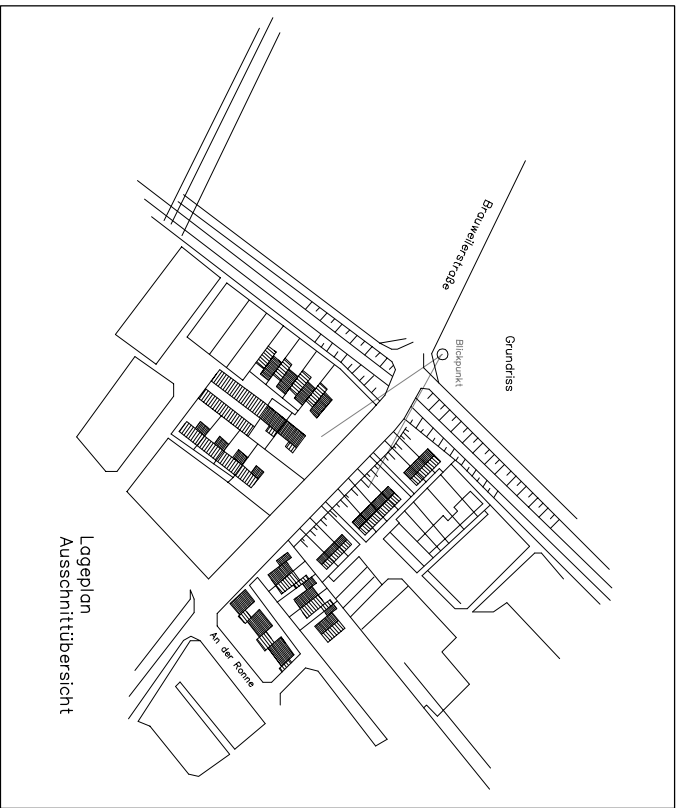 Grundriss
Brauweilerstraße
Blickpunkt
An der Ronne
Lageplan
Ausschnittübersicht